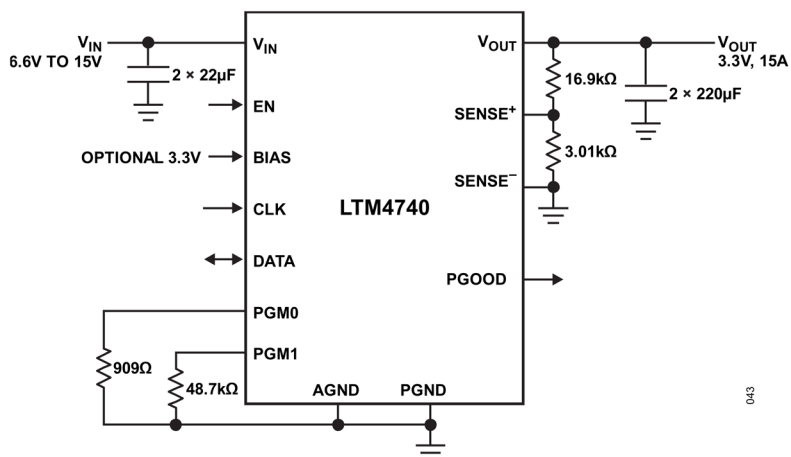 VIN
6.6V TO 15V
2 × 22µF
VIN
EN
OPTIONAL 3.3V
BIAS
CLK
DATA
PGM0
PGM1
909Ω
48.7kΩ
LTM4740
AGND
PGND
VOUT
SENSE+
SENSE−
PGOOD
16.9kΩ
3.01kΩ
2 × 220µF
VOUT
3.3V, 15A
043